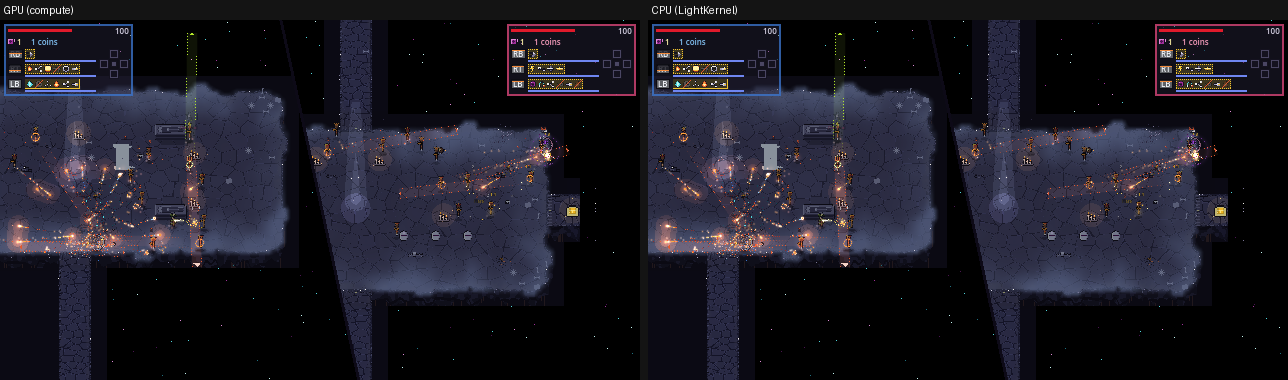 GPU (compute)
100
1 1 coins
LB
100
1 1 coins
RB
RT
LB
CPU (LightKernel)
100
1 1 coins
LB
100
1 1 coins
RB
RT
LB